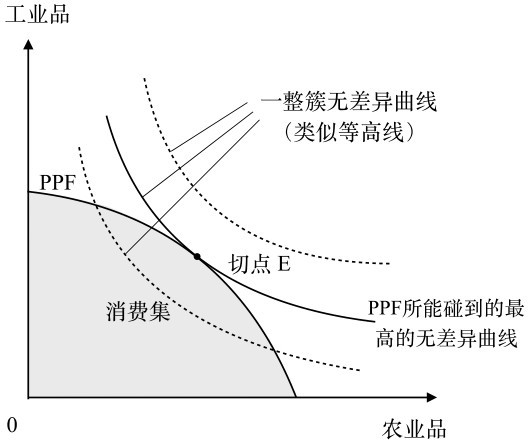 工业品
一整簇无差异曲线
（类似等高线）
PPF
切点 E
消费集
PPF所能碰到的最
高的无差异曲线
0
农业品